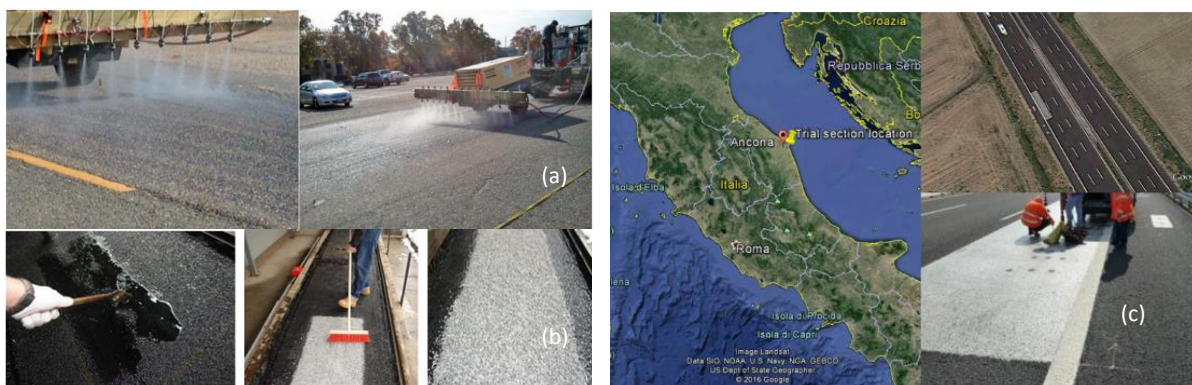 (a)
(b)
Croazia
Repubblica Serb
Bo
Trial section location
Ancona
Isola d'Elba
Italia
Roma
Isola di Procida
Isola di Capri
Image Landsat
Data SIO, NOAA, U.S. Navy, NGA, GEBCO
US Dept of State Geographer
© 2016 Google
(c)